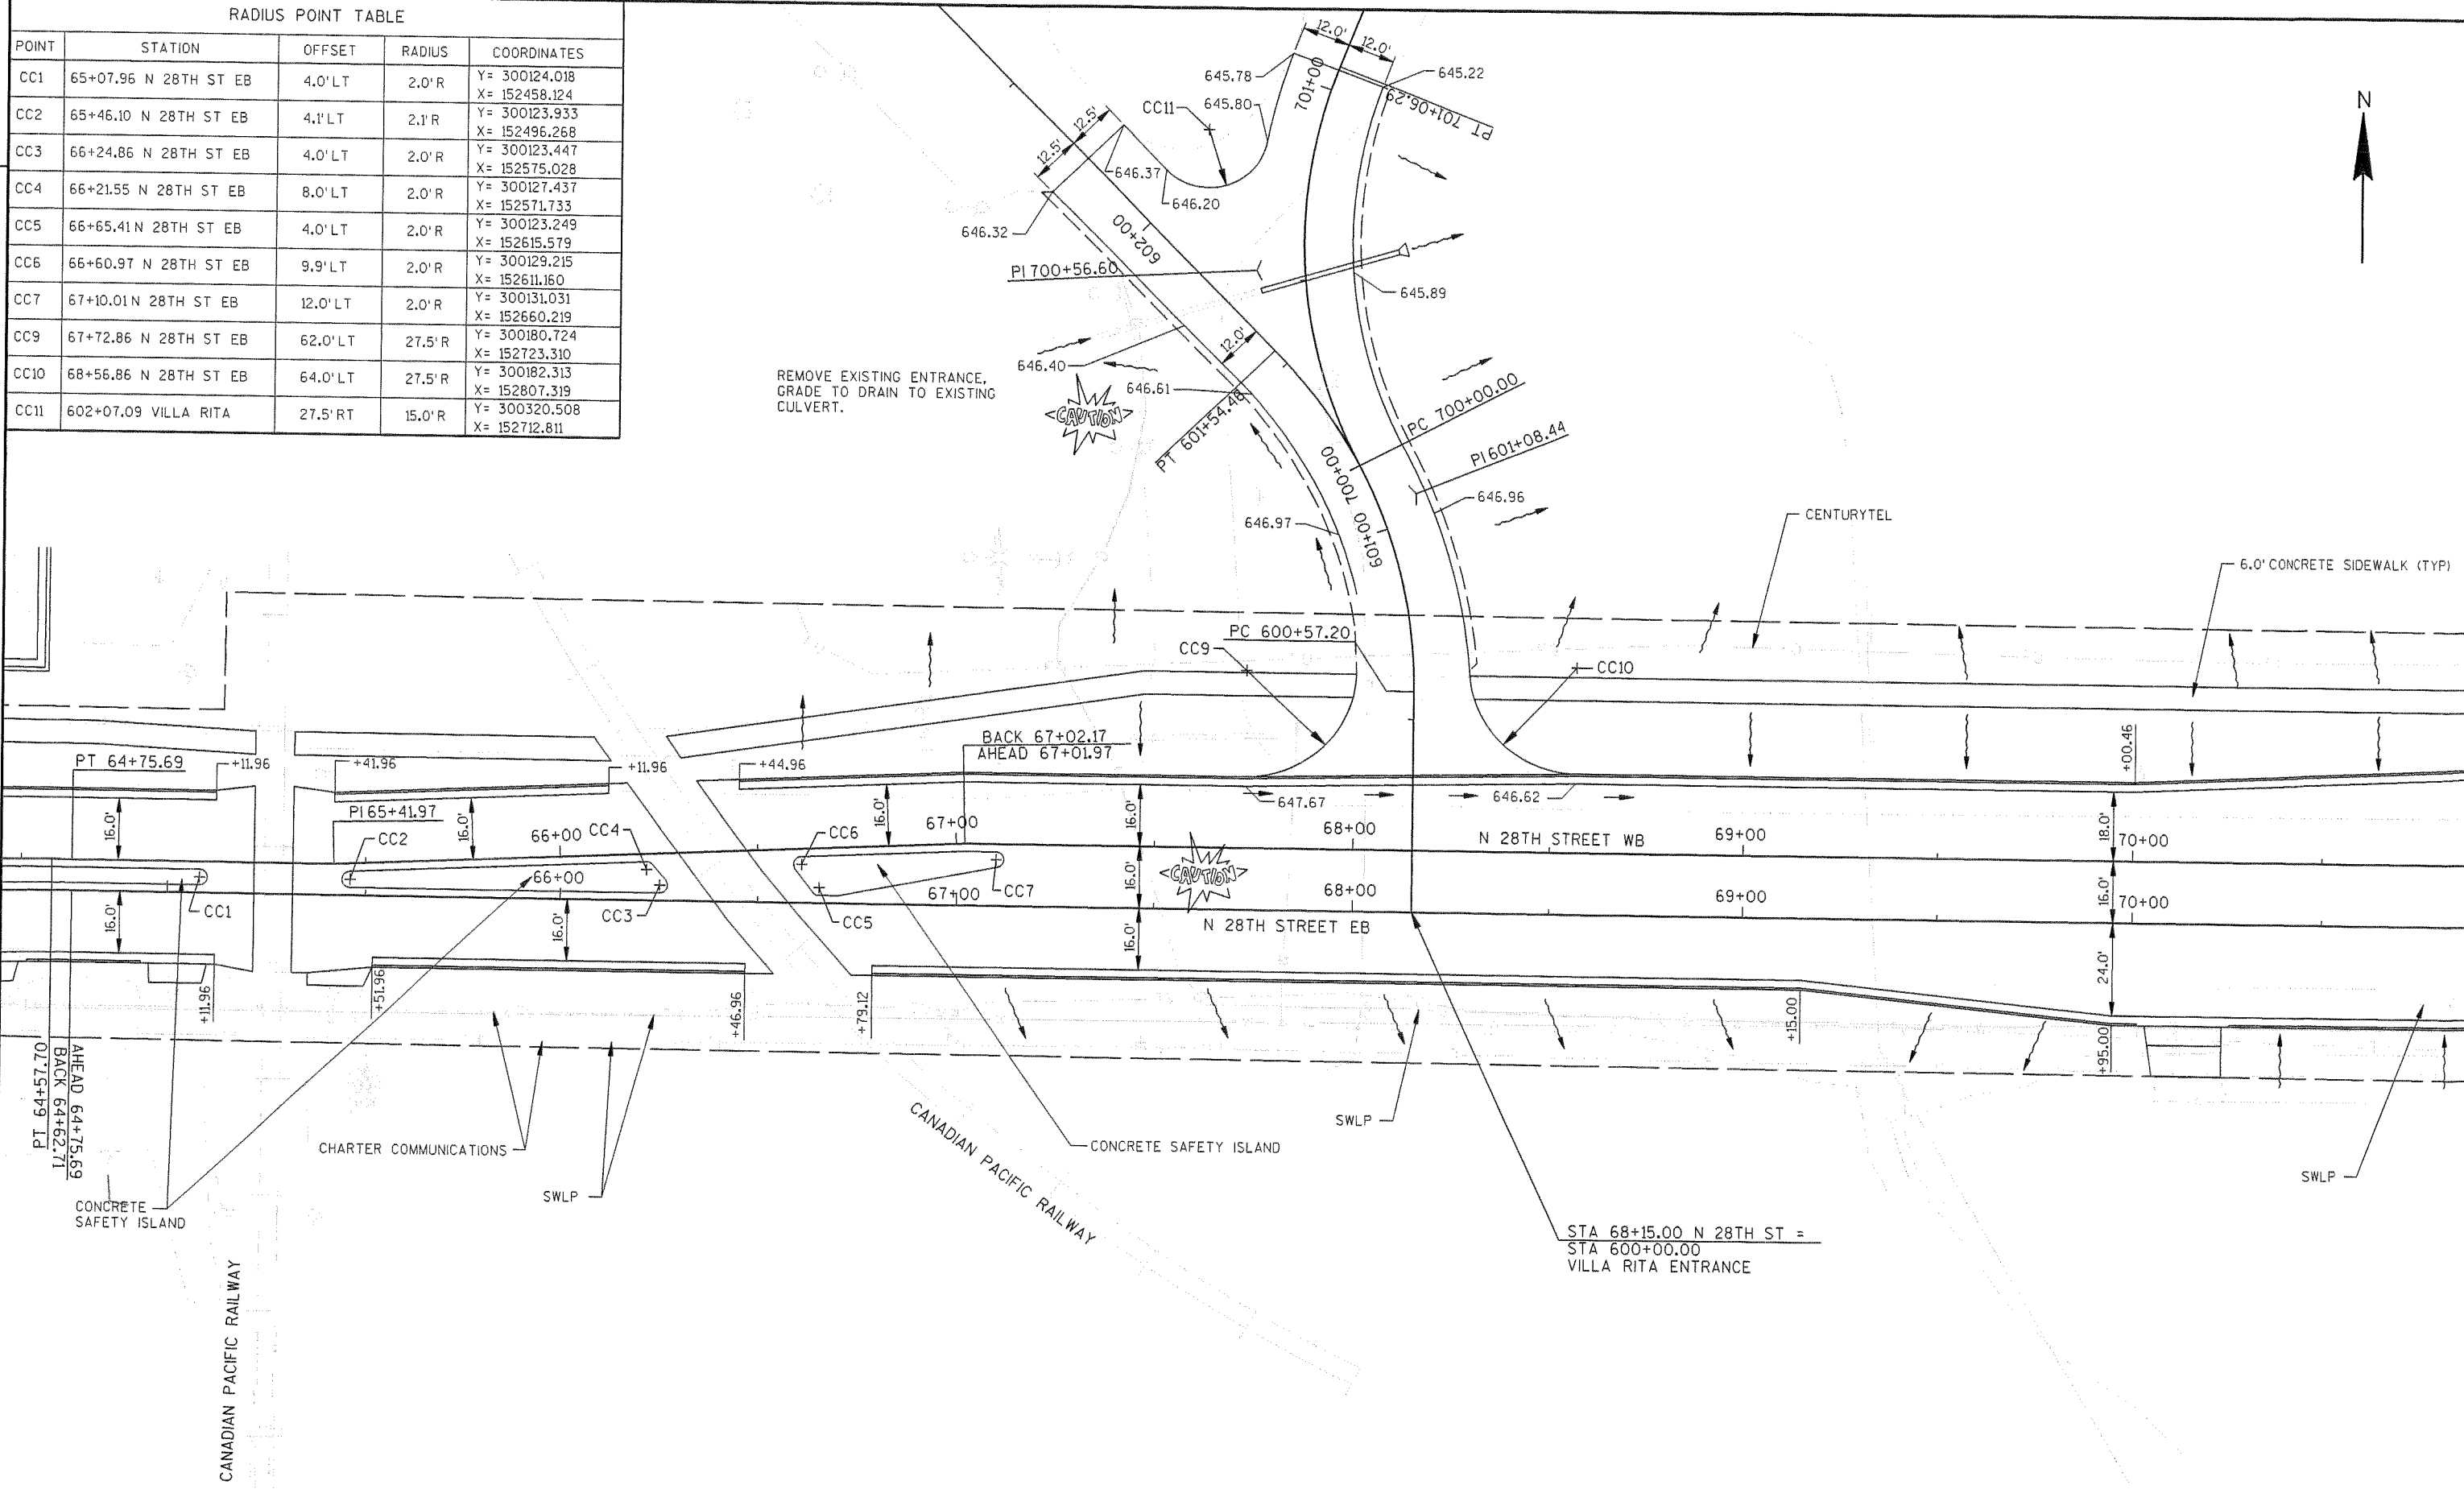 RADIUS POINT TABLE
POINT STATION OFFSET RADIUS COORDINATES
CC1 65+07.96 N 28TH ST EB 4.0' LT 2.0' R Y= 300124.018
X= 152458.124
CC2 65+46.10 N 28TH ST EB 4.1' LT 2.1' R Y= 300123.933
X= 152496.268
CC3 66+24.86 N 28TH ST EB 4.0' LT 2.0' R Y= 300123.447
X= 152575.028
CC4 66+21.55 N 28TH ST EB 8.0' LT 2.0' R Y= 300127.437
X= 152571.733
CC5 66+65.41 N 28TH ST EB 4.0' LT 2.0' R Y= 300123.249
X= 152615.579
CC6 66+60.97 N 28TH ST EB 9.9' LT 2.0' R Y= 300129.215
X= 152611.160
CC7 67+10.01 N 28TH ST EB 12.0' LT 2.0' R Y= 300131.031
X= 152660.219
CC9 67+72.86 N 28TH ST EB 62.0' LT 27.5' R Y= 300180.724
X= 152723.310
CC10 68+56.86 N 28TH ST EB 64.0' LT 27.5' R Y= 300182.313
X= 152807.319
CC11 602+07.09 VILLA RITA 27.5' RT 15.0' R Y= 300320.508
X= 152712.811
12.0' 12.0'
645.78
645.22
701+00
CC11
645.80
PT 701+06.29
N
12.5'
12.5'
646.37
646.20
646.32
602+00
PI 700+56.60
645.89
12.0'
646.40
REMOVE EXISTING ENTRANCE,
GRADE TO DRAIN TO EXISTING
CULVERT.
CAUTION
646.61
PT 601+54.48
PC 700+00.00
PI 601+08.44
700+00
646.96
646.97
601+00
CENTURYTEL
6.0' CONCRETE SIDEWALK (TYP)
PC 600+57.20
CC9
CC10
BACK 67+02.17
AHEAD 67+01.97
+00.46
PT 64+75.69
+11.96
+41.96
+11.96
+44.96
647.67
646.62
PI 65+41.97
16.0'
16.0'
16.0'
16.0'
18.0'
CC2
66+00
CC4
CC6
67+00
68+00
N 28TH STREET WB
69+00
70+00
CAUTION
66+00
16.0'
16.0'
CC1
CC3
CC5
67+00
CC7
68+00
69+00
70+00
N 28TH STREET EB
16.0'
16.0'
16.0'
24.0'
+11.96
+51.96
+46.96
+79.12
+15.00
+95.00
AHEAD 64+75.69
BACK 64+62.71
PT 64+57.70
CHARTER COMMUNICATIONS
SWLP
CANADIAN PACIFIC RAILWAY
CONCRETE SAFETY ISLAND
SWLP
SWLP
CONCRETE
SAFETY ISLAND
STA 68+15.00 N 28TH ST =
STA 600+00.00
VILLA RITA ENTRANCE
CANADIAN PACIFIC RAILWAY